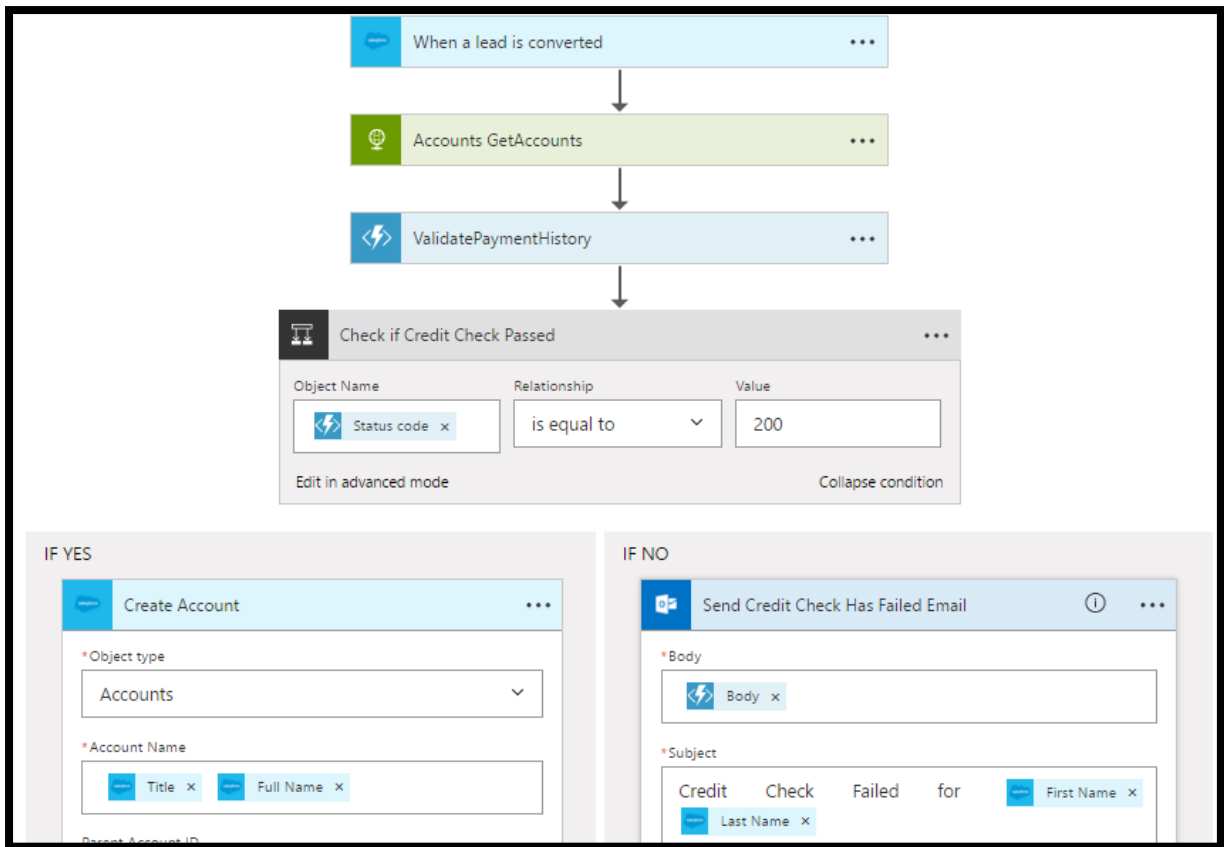 When a lead is converted
Accounts GetAccounts
ValidatePaymentHistory
Check if Credit Check Passed
Object Name Relationship Value
Status code × is equal to 200
Edit in advanced mode Collapse condition
IF YES
Create Account
*Object type
Accounts
*Account Name
Title × Full Name ×
Parent Account ID
IF NO
Send Credit Check Has Failed Email
*Body
Body ×
*Subject
Credit Check Failed for First Name ×
Last Name ×